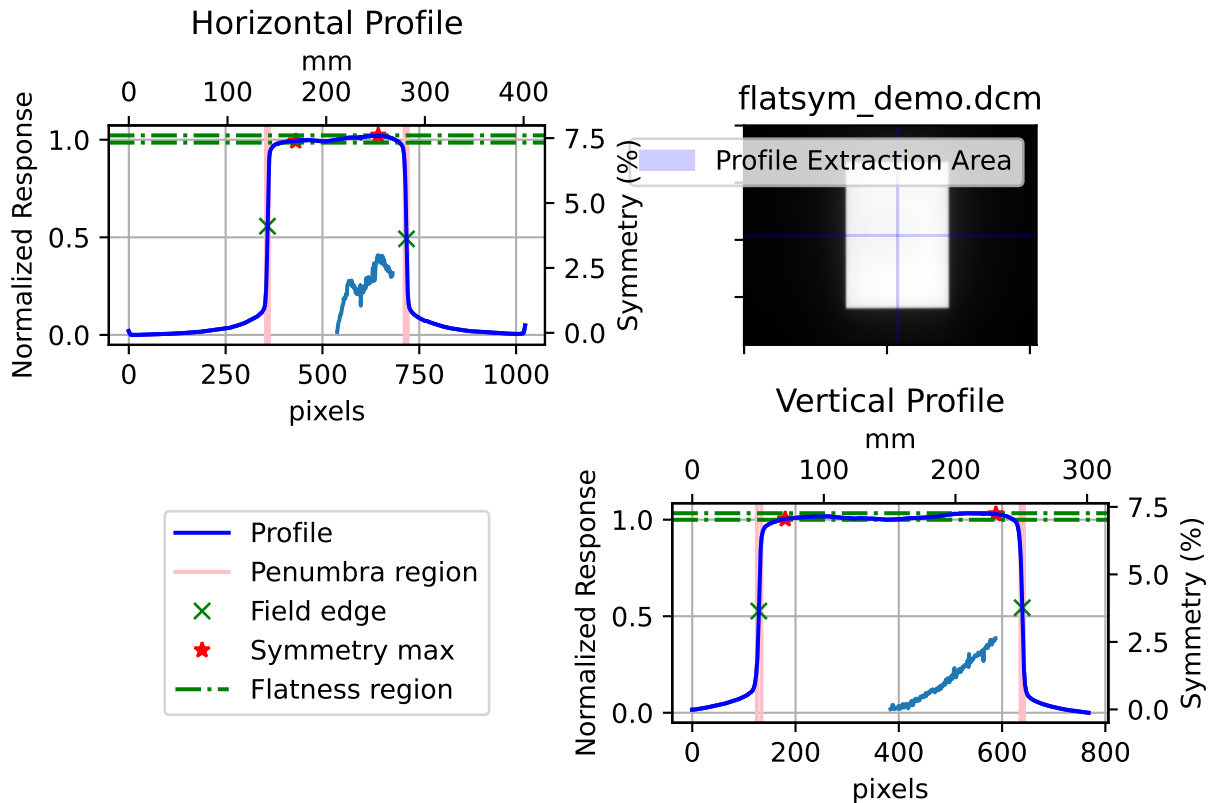 Horizontal Profile
mm
0 100 200 300 400
1.0
0.5
0.0
Normalized Response
7.5
5.0
2.5
0.0
Symmetry (%)
0 250 500 750 1000
pixels
flatsym_demo.dcm
Profile Extraction Area
Vertical Profile
mm
0 100 200 300
1.0
0.5
0.0
Normalized Response
7.5
5.0
2.5
0.0
Symmetry (%)
0 200 400 600 800
pixels
Profile
Penumbra region
Field edge
Symmetry max
Flatness region